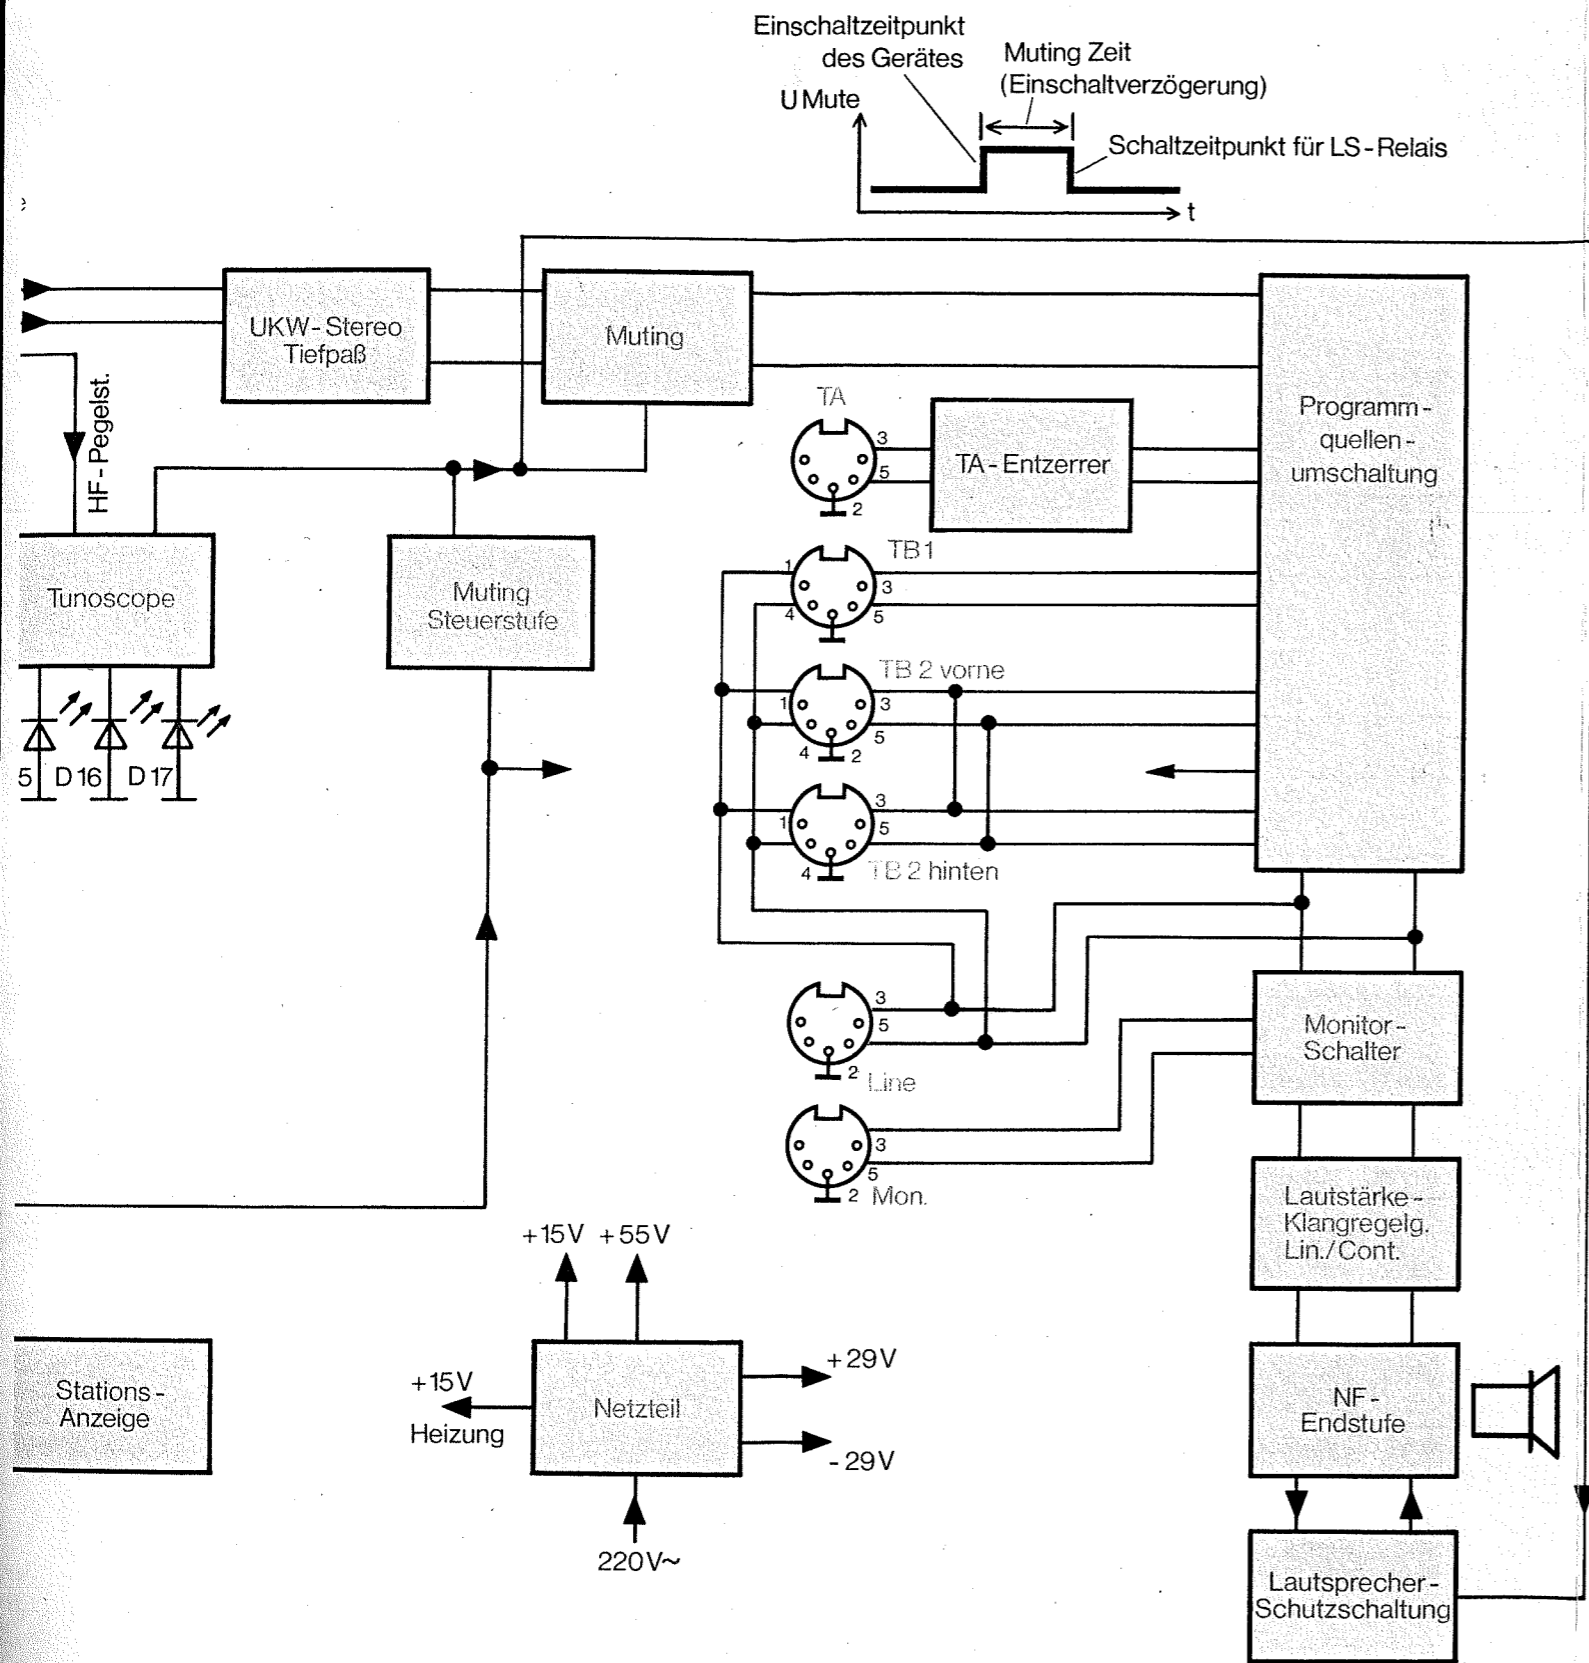 Einschaltzeitpunkt
des Gerätes
Muting Zeit
(Einschaltverzögerung)
U Mute
Schaltzeitpunkt für LS-Relais
t
UKW-Stereo
Tiefpaß
Muting
HF-Pegelst.
TA
3
5
2
TA-Entzerrer
Programm-
quellen-
umschaltung
Tunoscope
Muting
Steuerstufe
TB1
1
3
4
5
TB 2 vorne
1
3
5
4
2
5
D16
D17
3
1
5
4
TB 2 hinten
3
5
2
Line
Monitor-
Schalter
3
5
2
Mon.
Lautstärke-
Klangregelg.
Lin./Cont.
+15V
+55V
Stations-
Anzeige
+15V
Heizung
Netzteil
+29V
-29V
220V~
NF-
Endstufe
Lautsprecher-
Schutzschaltung